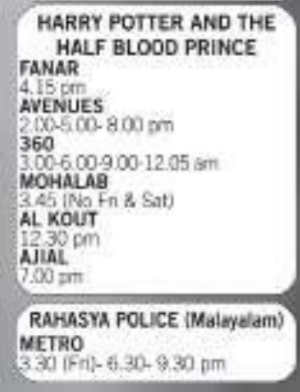 HARRY POTTER AND THE
HALF BLOOD PRINCE
FANAR
4.15 pm
AVENUES
2.00-5.00- 8.00 pm
360
3.00-6.00-9.00-12.05 am
MOHALAB
3.45 (No Fri & Sat)
AL KOUT
12.30 pm
AJIAL
7.00 pm
RAHASYA POLICE (Malayalam)
METRO
3.30 (Fri)- 6.30- 9.30 pm